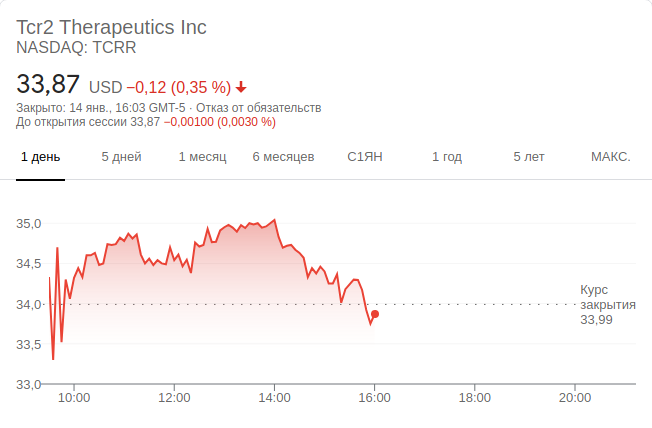 Tcr2 Therapeutics Inc
NASDAQ: TCRR
33,87 USD −0,12 (0,35 %)
Закрыто: 14 янв., 16:03 GMT-5 · Отказ от обязательств
До открытия сессии 33,87 −0,00100 (0,0030 %)
1 день 5 дней 1 месяц 6 месяцев С1ЯН 1 год 5 лет МАКС.
35,0
34,5
34,0
33,5
33,0
Курс
закрытия
33,99
10:00 12:00 14:00 16:00 18:00 20:00